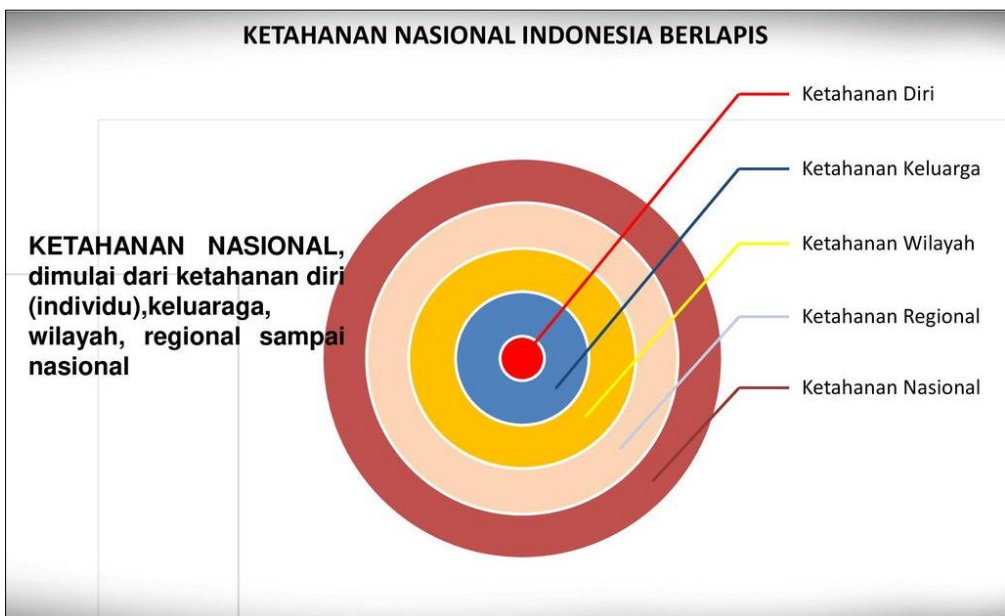 KETAHANAN NASIONAL INDONESIA BERLAPIS
Ketahanan Diri
Ketahanan Keluarga
Ketahanan Wilayah
Ketahanan Regional
Ketahanan Nasional
KETAHANAN NASIONAL,
dimulai dari ketahanan diri
(individu),keluaraga,
wilayah, regional sampai
nasional